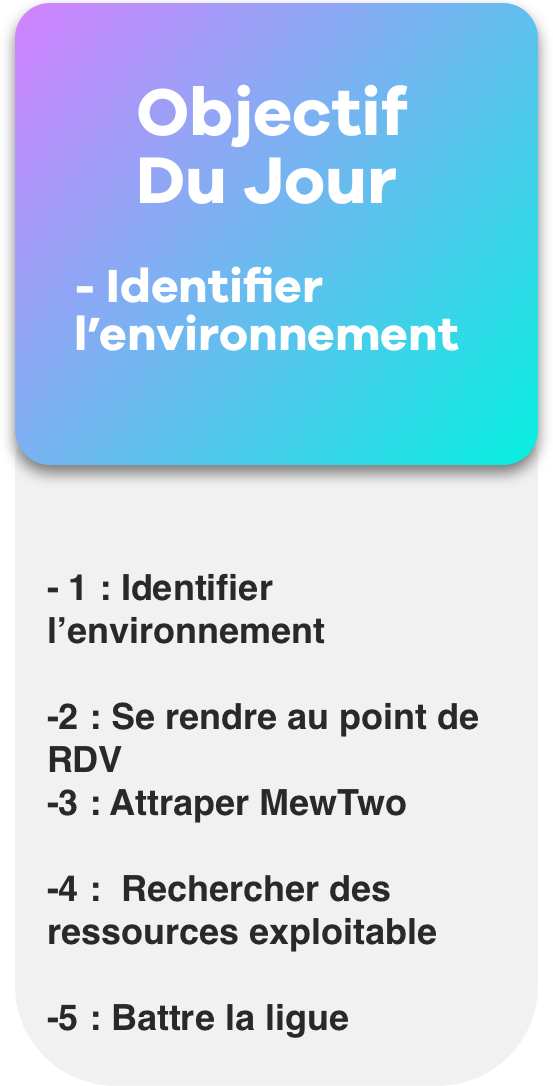 Objectif
Du Jour
- Identifier
l’environnement
- 1 : Identifier
l’environnement
-2 : Se rendre au point de
RDV
-3 : Attraper MewTwo
-4 :  Rechercher des
ressources exploitable
-5 : Battre la ligue